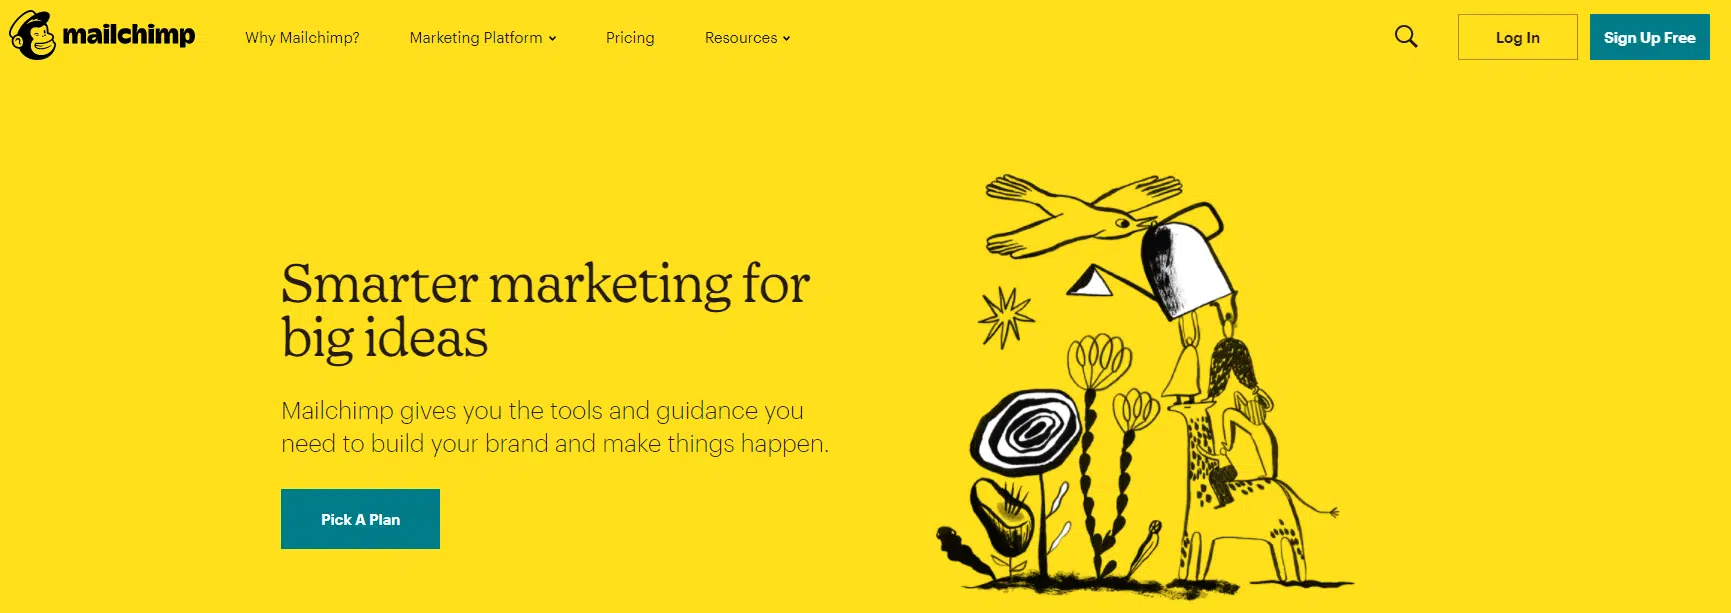 mailchimp
Why Mailchimp?
Marketing Platform
Pricing
Resources
Log In
Sign Up Free
Smarter marketing for
big ideas
Mailchimp gives you the tools and guidance you
need to build your brand and make things happen.
Pick A Plan